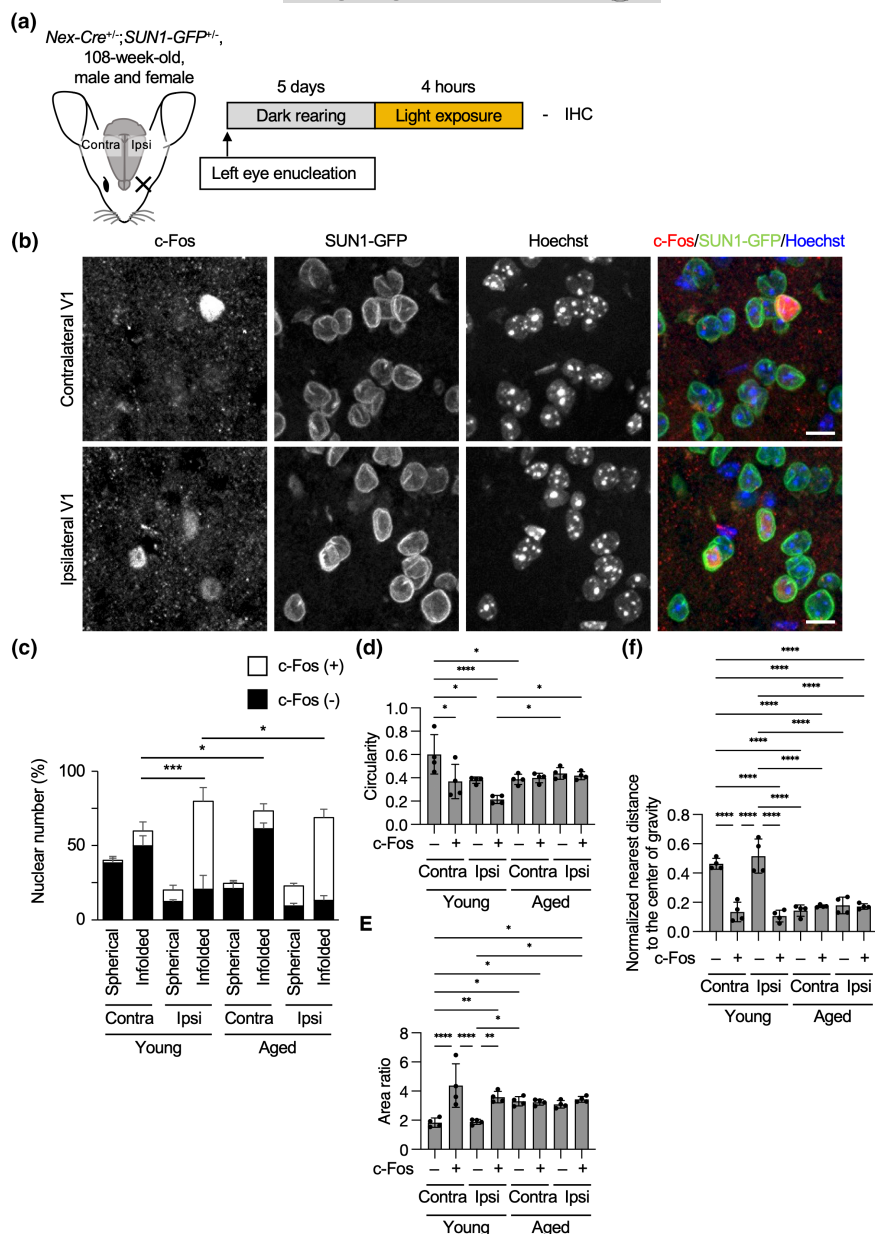 (a)
Nex-Cre+/-;SUN1-GFP+/-,
108-week-old,
male and female
Contra Ipsi
5 days 4 hours
Dark rearing Light exposure - IHC
Left eye enucleation
(b)
c-Fos SUN1-GFP Hoechst c-Fos/SUN1-GFP/Hoechst
Contralateral V1
Ipsilateral V1
(c)
c-Fos (+)
c-Fos (-)
*
*
***
Nuclear number (%)
100
50
0
Spherical Infolded Spherical Infolded Spherical Infolded Spherical Infolded
Contra Ipsi Contra Ipsi
Young Aged
(d)
*
****
* *
* *
Circularity
1.0
0.8
0.6
0.4
0.2
0.0
c-Fos – + – + – + – +
Contra Ipsi Contra Ipsi
Young Aged
E
*
*
*
*
**
*
**** **** **
Area ratio
8
6
4
2
0
c-Fos – + – + – + – +
Contra Ipsi Contra Ipsi
Young Aged
(f)
****
****
****
****
****
****
****
****
****
**** **** ****
Normalized nearest distance
to the center of gravity
0.8
0.6
0.4
0.2
0.0
c-Fos – + – + – + – +
Contra Ipsi Contra Ipsi
Young Aged